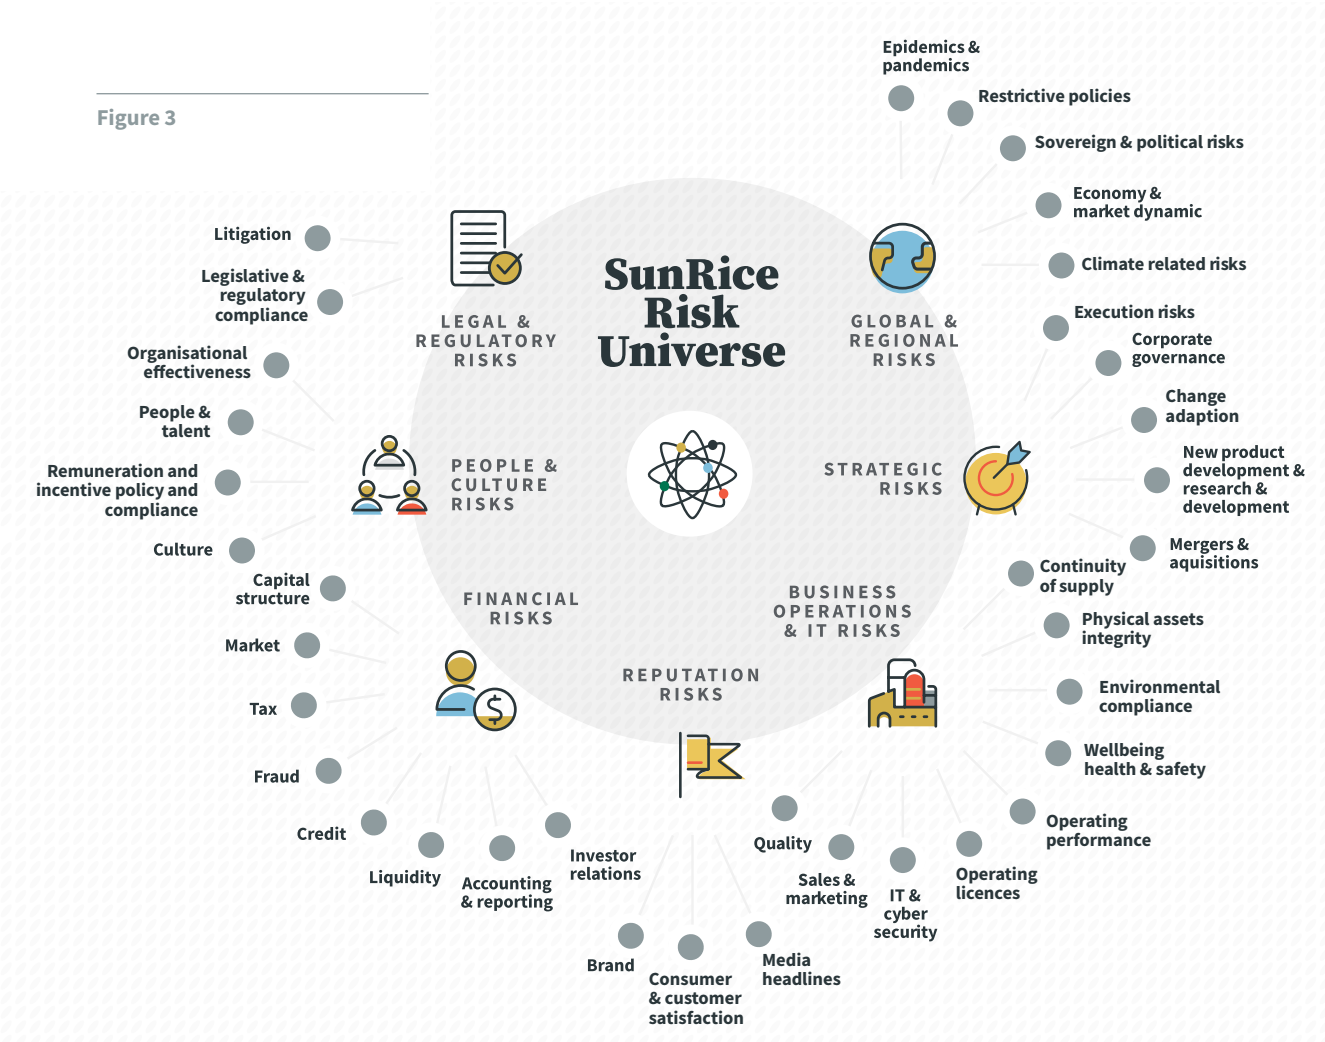 Figure 3
SunRice
Risk
Universe
LEGAL &
REGULATORY
RISKS
Litigation
Legislative &
regulatory
compliance
PEOPLE &
CULTURE
RISKS
Organisational
effectiveness
People &
talent
Remuneration and
incentive policy and
compliance
Culture
FINANCIAL
RISKS
Capital
structure
Market
Tax
Fraud
Credit
Liquidity
Accounting
& reporting
Investor
relations
REPUTATION
RISKS
Brand
Consumer
& customer
satisfaction
Media
headlines
BUSINESS
OPERATIONS
& IT RISKS
Continuity
of supply
Physical assets
integrity
Environmental
compliance
Wellbeing
health & safety
Operating
performance
Operating
licences
IT &
cyber
security
Sales &
marketing
Quality
STRATEGIC
RISKS
Execution risks
Corporate
governance
Change
adaption
New product
development &
research &
development
Mergers &
aquisitions
GLOBAL &
REGIONAL
RISKS
Epidemics &
pandemics
Restrictive policies
Sovereign & political risks
Economy &
market dynamic
Climate related risks
$